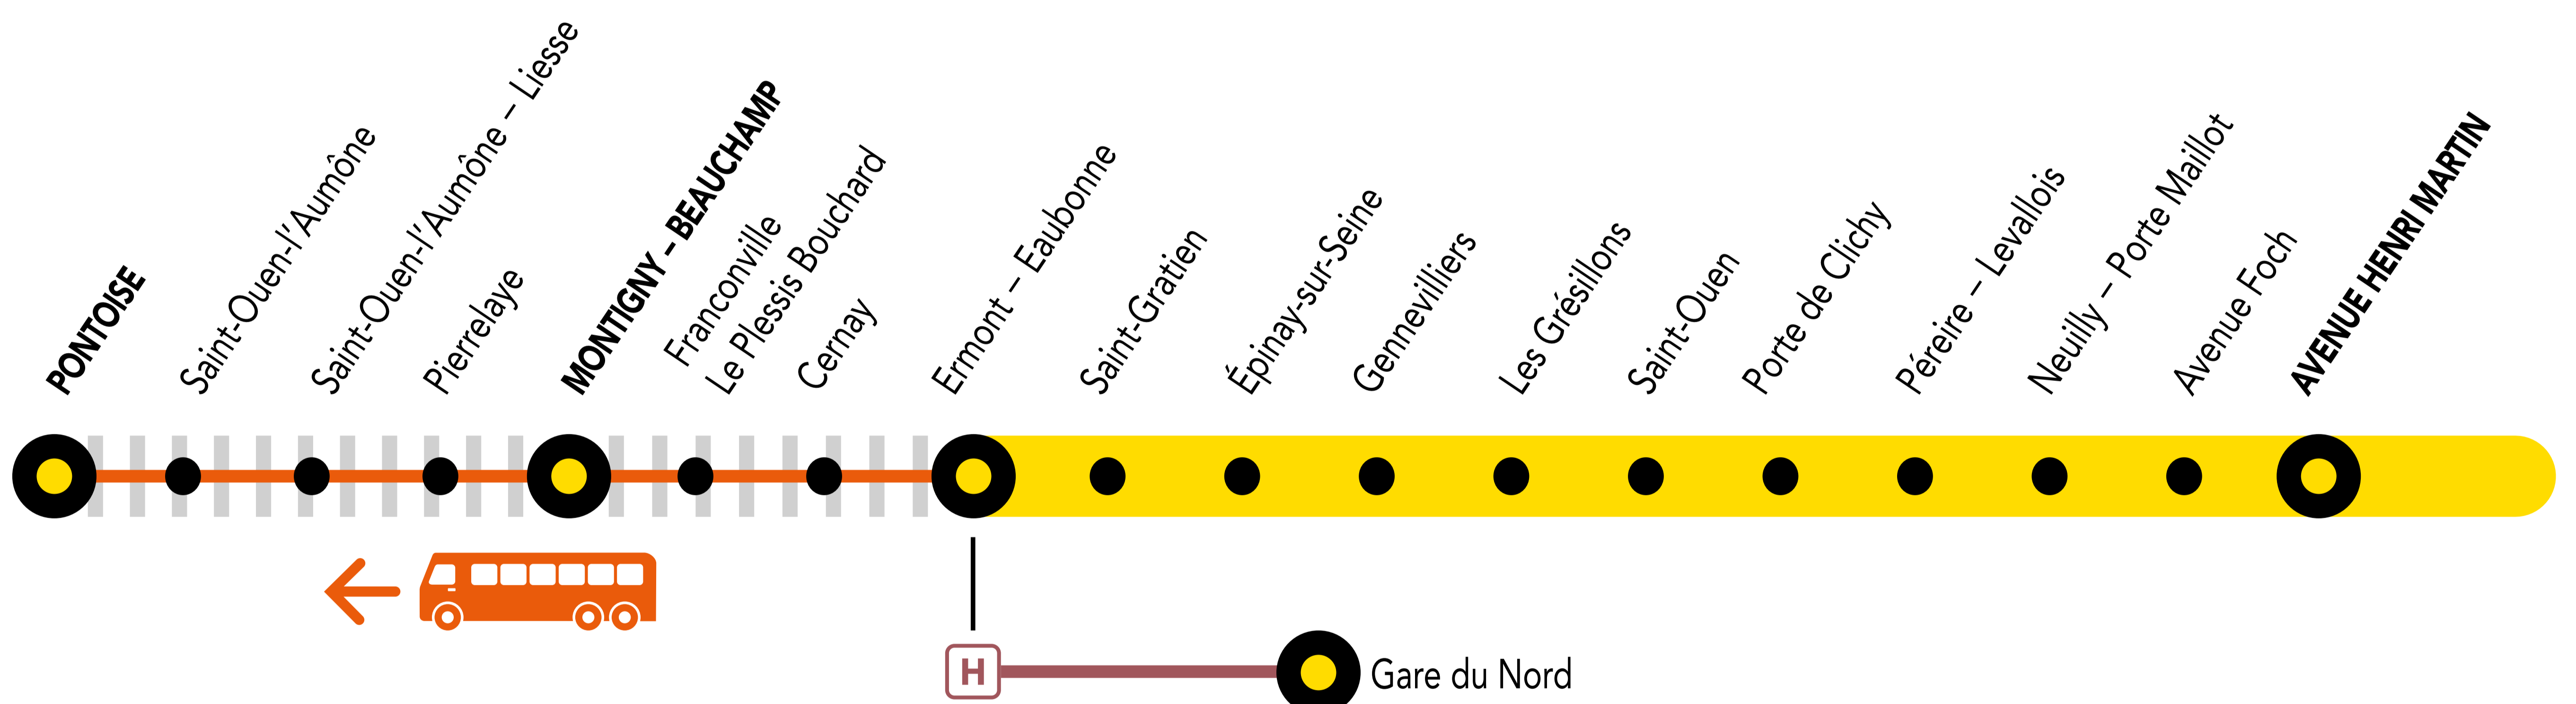 PONTOISE
Saint-Ouen-l'Aumône
Saint-Ouen-l'Aumône – Liesse
Pierrelaye
MONTIGNY – BEAUCHAMP
Franconville
Le Plessis Bouchard
Cernay
Ermont – Eaubonne
Saint-Gratien
Épinay-sur-Seine
Gennevilliers
Les Grésillons
Saint-Ouen
Porte de Clichy
Péreire – Levallois
Neuilly – Porte Maillot
Avenue Foch
AVENUE HENRI MARTIN
H
Gare du Nord